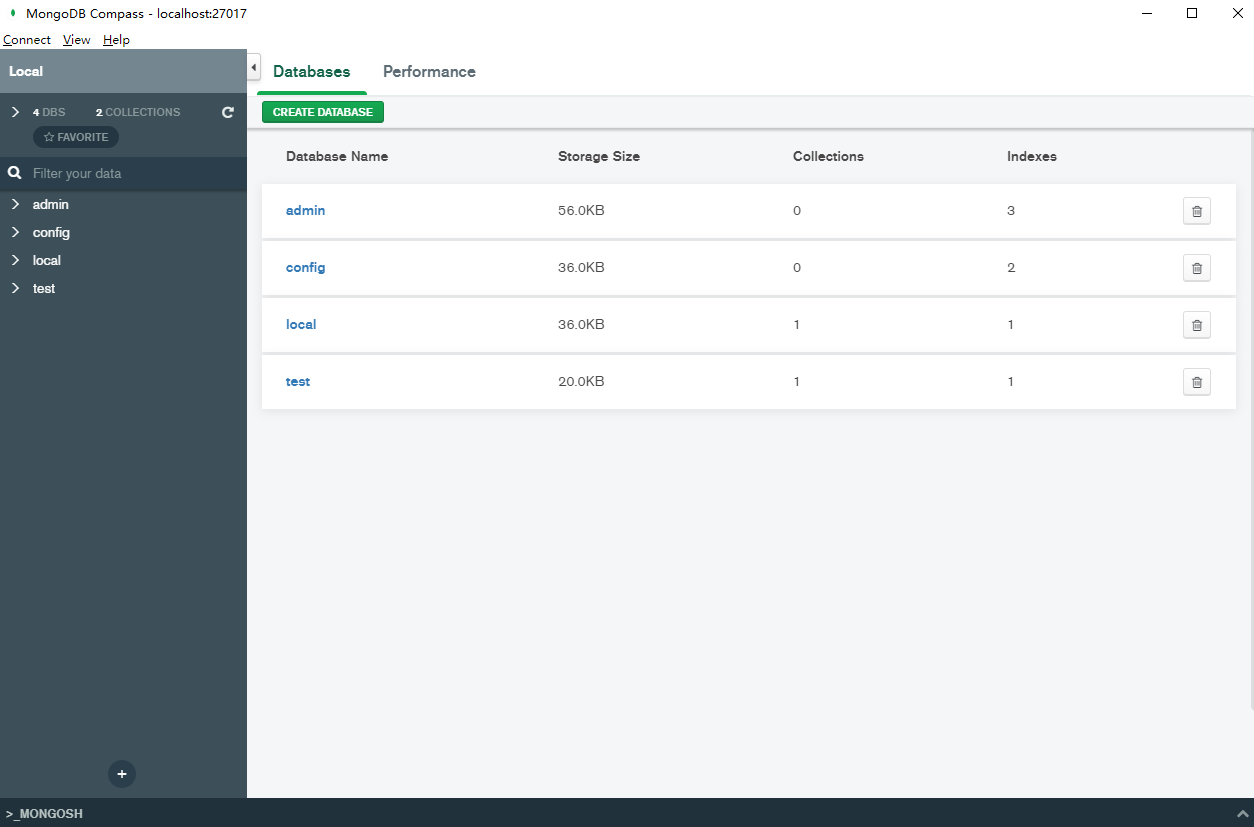 MongoDB Compass - localhost:27017
Connect View Help
Local
4 DBS 2 COLLECTIONS
FAVORITE
Filter your data
admin
config
local
test
Databases Performance
CREATE DATABASE
Database Name Storage Size Collections Indexes
admin 56.0KB 0 3
config 36.0KB 0 2
local 36.0KB 1 1
test 20.0KB 1 1
>_MONGOSH